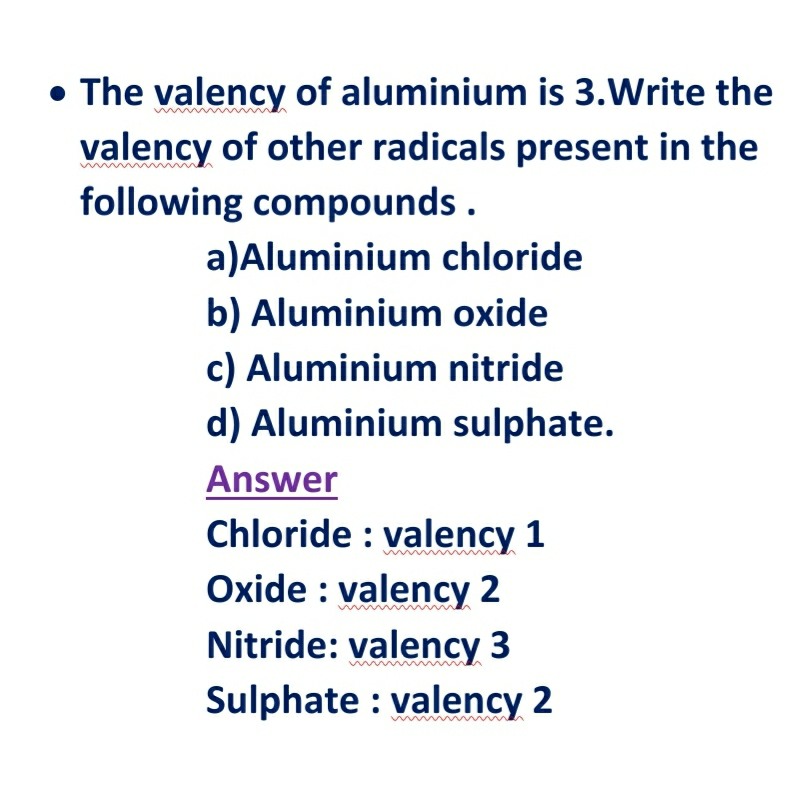 • The valency of aluminium is 3.Write the
valency of other radicals present in the
following compounds .
a)Aluminium chloride
b) Aluminium oxide
c) Aluminium nitride
d) Aluminium sulphate.
Answer
Chloride : valency 1
Oxide : valency 2
Nitride: valency 3
Sulphate : valency 2